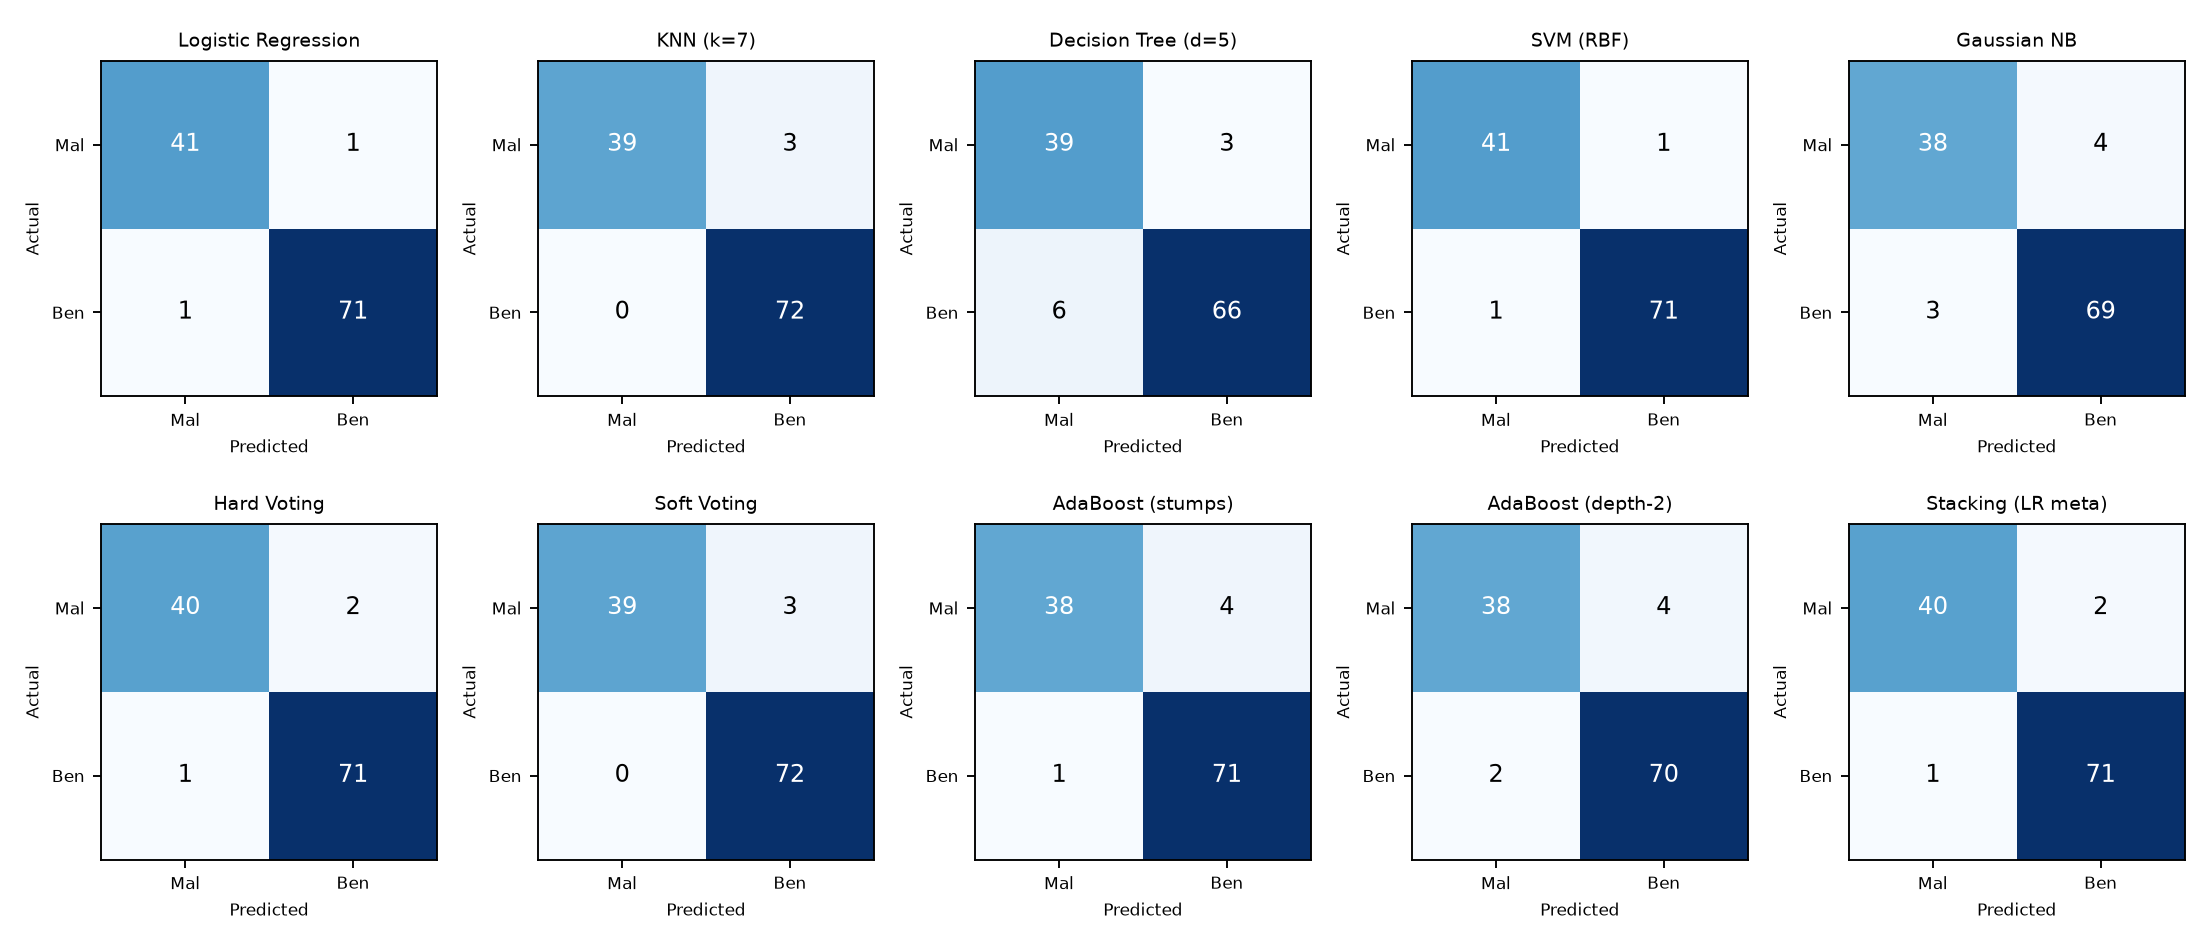 Logistic Regression
Actual
Mal
41
1
Ben
1
71
Mal
Ben
Predicted
KNN (k=7)
Actual
Mal
39
3
Ben
0
72
Mal
Ben
Predicted
Decision Tree (d=5)
Actual
Mal
39
3
Ben
6
66
Mal
Ben
Predicted
SVM (RBF)
Actual
Mal
41
1
Ben
1
71
Mal
Ben
Predicted
Gaussian NB
Actual
Mal
38
4
Ben
3
69
Mal
Ben
Predicted
Hard Voting
Actual
Mal
40
2
Ben
1
71
Mal
Ben
Predicted
Soft Voting
Actual
Mal
39
3
Ben
0
72
Mal
Ben
Predicted
AdaBoost (stumps)
Actual
Mal
38
4
Ben
1
71
Mal
Ben
Predicted
AdaBoost (depth-2)
Actual
Mal
38
4
Ben
2
70
Mal
Ben
Predicted
Stacking (LR meta)
Actual
Mal
40
2
Ben
1
71
Mal
Ben
Predicted